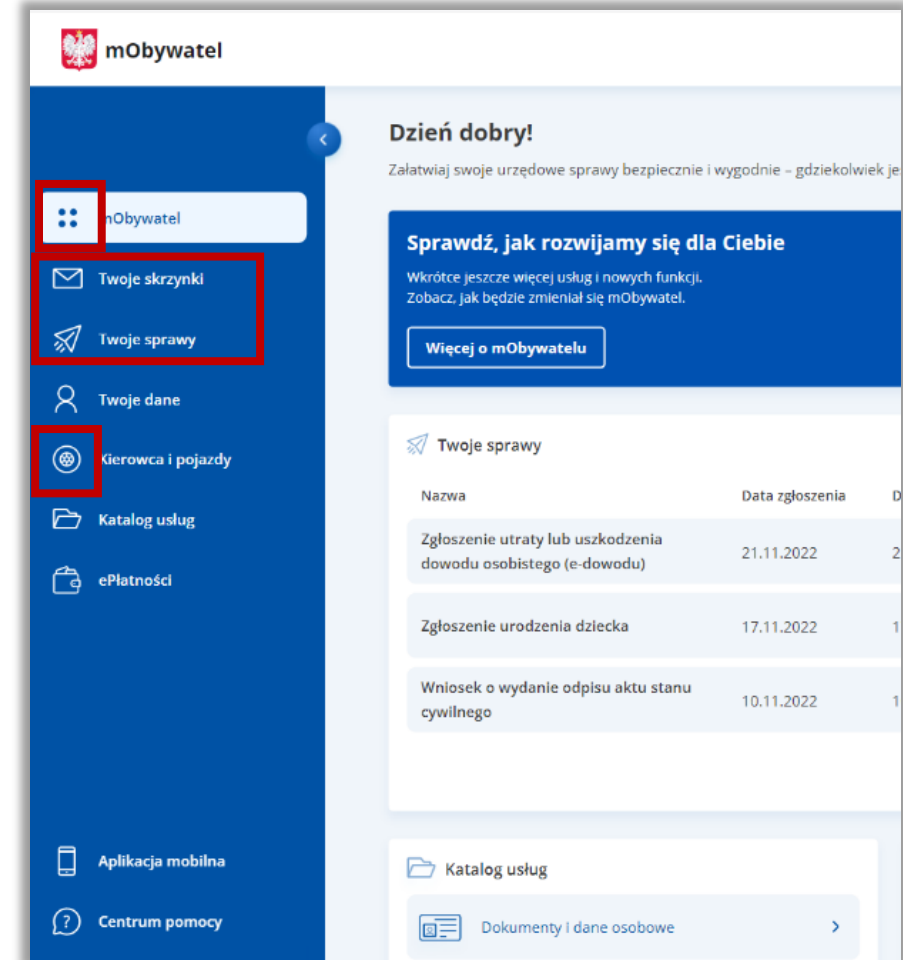 mObywatel
mObywatel
Twoje skrzynki
Twoje sprawy
Twoje dane
Kierowca i pojazdy
Katalog usług
ePłatności
Aplikacja mobilna
Centrum pomocy
Dzień dobry!
Załatwiaj swoje urzędowe sprawy bezpiecznie i wygodnie – gdziekolwiek je
Sprawdź, jak rozwijamy się dla Ciebie
Wkrótce jeszcze więcej usług i nowych funkcji.
Zobacz, jak będzie zmieniał się mObywatel.
Więcej o mObywatelu
Twoje sprawy
Nazwa Data zgłoszenia D
Zgłoszenie utraty lub uszkodzenia
dowodu osobistego (e-dowodu) 21.11.2022 2
Zgłoszenie urodzenia dziecka 17.11.2022 1
Wniosek o wydanie odpisu aktu stanu
cywilnego 10.11.2022 1
Katalog usług
Dokumenty i dane osobowe